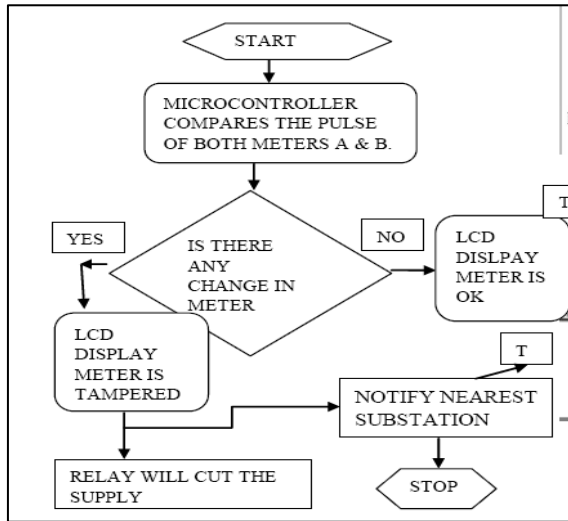 START
MICROCONTROLLER
COMPARES THE PULSE
OF BOTH METERS A & B.
YES
IS THERE
ANY
CHANGE IN
METER
NO
T
LCD
DISLPAY
METER IS
OK
LCD
DISPLAY
METER IS
TAMPERED
T
NOTIFY NEAREST
SUBSTATION
RELAY WILL CUT THE
SUPPLY
STOP